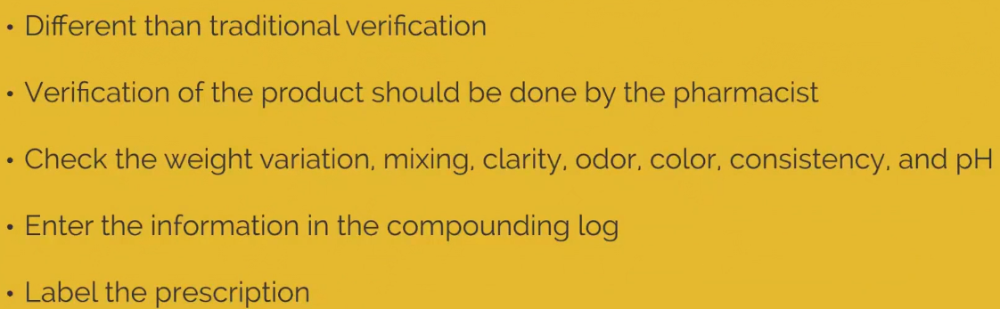 • Different than traditional verification
• Verification of the product should be done by the pharmacist
• Check the weight variation, mixing, clarity, odor, color, consistency, and pH
• Enter the information in the compounding log
• Label the prescription